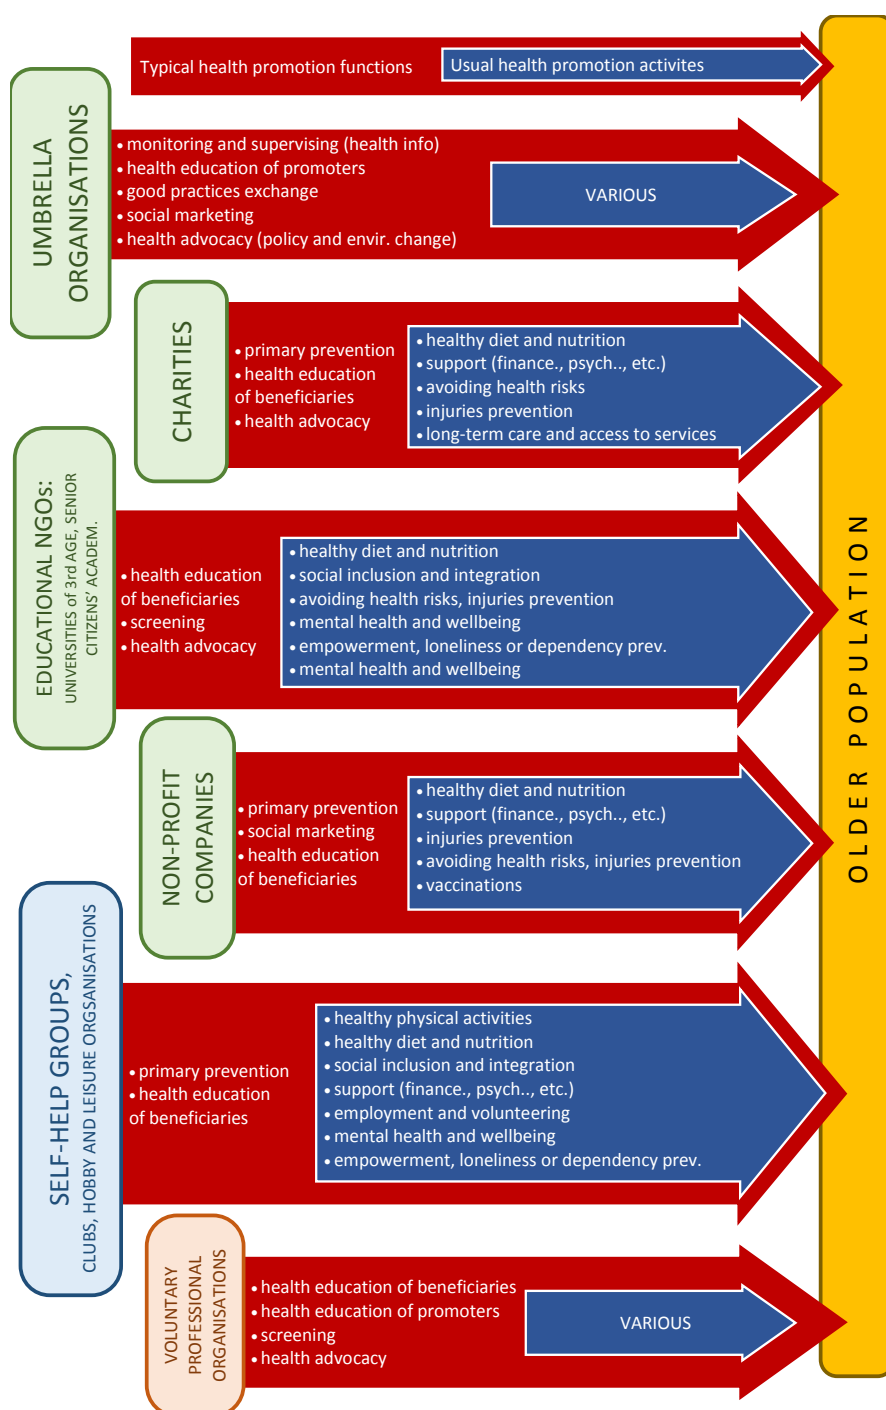 Typical health promotion functions
Usual health promotion activites
UMBRELLA
ORGANISATIONS
• monitoring and supervising (health info)
• health education of promoters
• good practices exchange
• social marketing
• health advocacy (policy and envir. change)
VARIOUS
CHARITIES
• primary prevention
• health education
of beneficiaries
• health advocacy
• healthy diet and nutrition
• support (finance., psych.., etc.)
• avoiding health risks
• injuries prevention
• long-term care and access to services
EDUCATIONAL NGOs:
UNIVERSITIES of 3rd AGE, SENIOR
CITIZENS’ ACADEM.
• health education
of beneficiaries
• screening
• health advocacy
• healthy diet and nutrition
• social inclusion and integration
• avoiding health risks, injuries prevention
• mental health and wellbeing
• empowerment, loneliness or dependency prev.
• mental health and wellbeing
NON-PROFIT
COMPANIES
• primary prevention
• social marketing
• health education
of beneficiaries
• healthy diet and nutrition
• support (finance., psych.., etc.)
• injuries prevention
• avoiding health risks, injuries prevention
• vaccinations
SELF-HELP GROUPS,
CLUBS, HOBBY AND LEISURE ORGSANISATIONS
• primary prevention
• health education
of beneficiaries
• healthy physical activities
• healthy diet and nutrition
• social inclusion and integration
• support (finance., psych.., etc.)
• employment and volunteering
• mental health and wellbeing
• empowerment, loneliness or dependency prev.
VOLUNTARY
PROFESSIONAL
ORGANISATIONS
• health education of beneficiaries
• health education of promoters
• screening
• health advocacy
VARIOUS
OLDER POPULATION